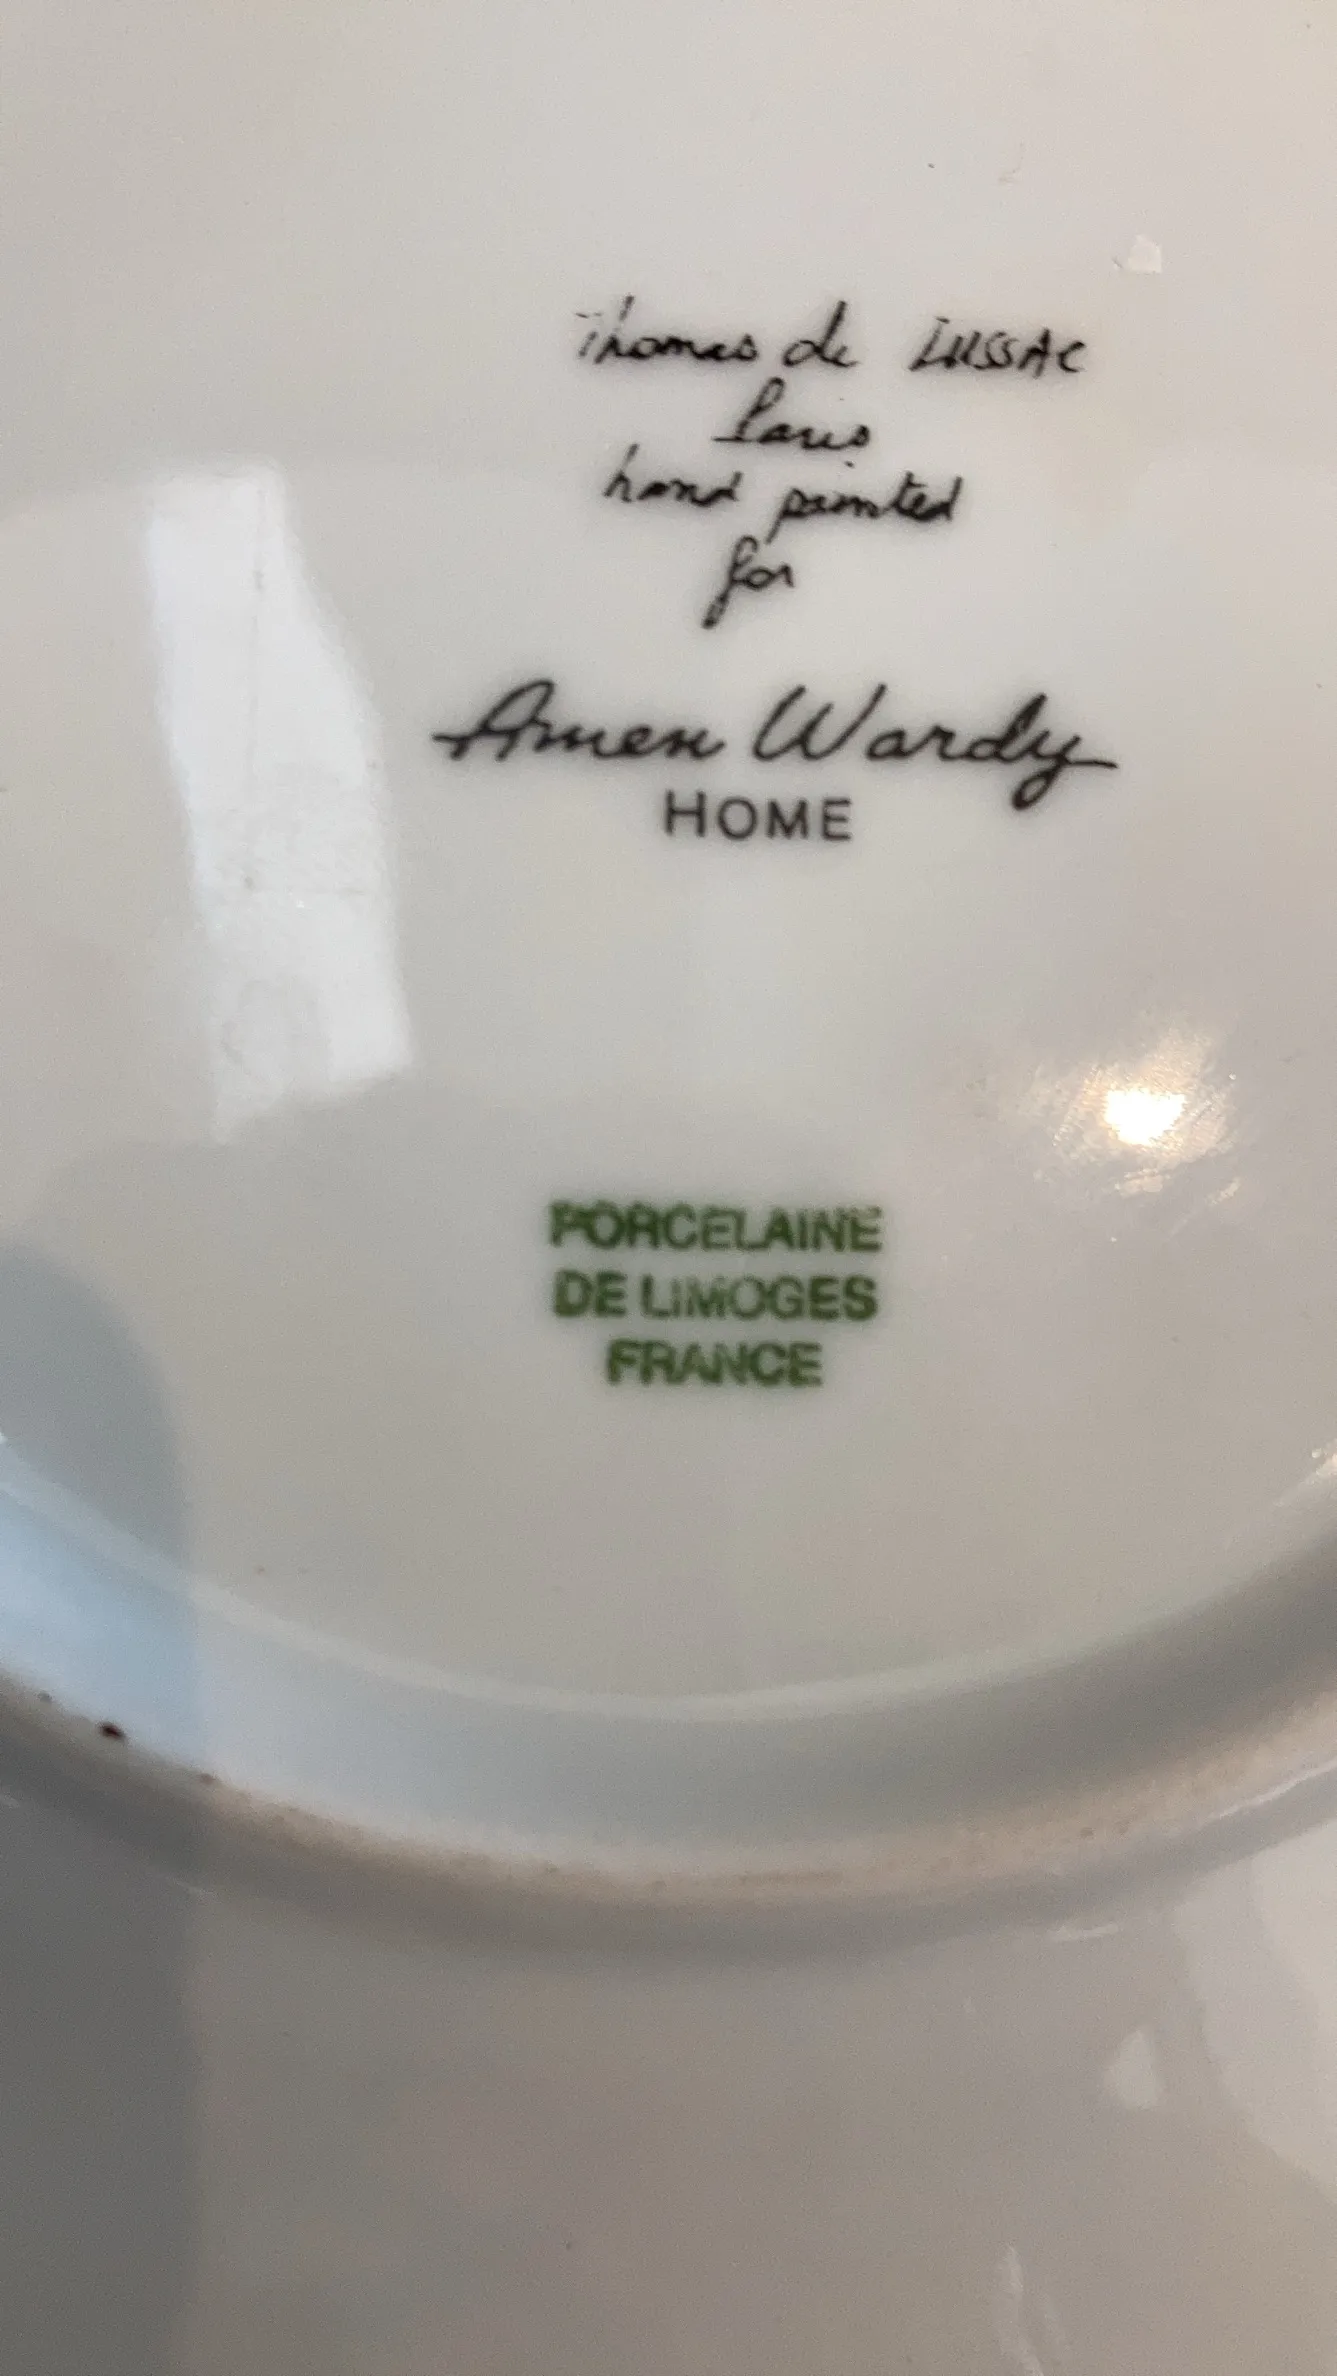 Thomas de LUSSAC
Paris
hand painted
for
Amen Wardy
HOME
PORCELAINE
DE LIMOGES
FRANCE